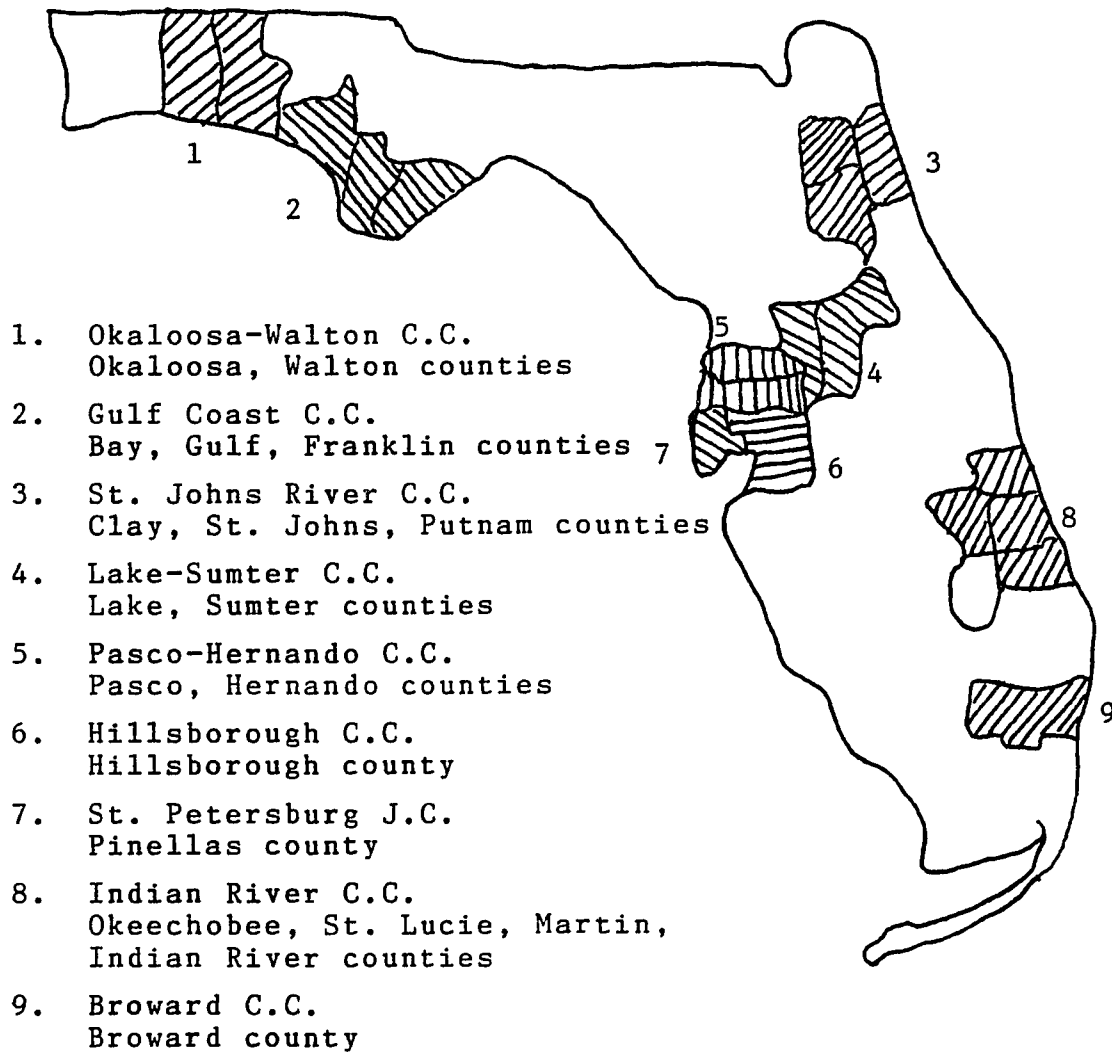 1
2
3
4
5
6
7
8
9
1. Okaloosa-Walton C.C.
Okaloosa, Walton counties
2. Gulf Coast C.C.
Bay, Gulf, Franklin counties
3. St. Johns River C.C.
Clay, St. Johns, Putnam counties
4. Lake-Sumter C.C.
Lake, Sumter counties
5. Pasco-Hernando C.C.
Pasco, Hernando counties
6. Hillsborough C.C.
Hillsborough county
7. St. Petersburg J.C.
Pinellas county
8. Indian River C.C.
Okeechobee, St. Lucie, Martin,
Indian River counties
9. Broward C.C.
Broward county